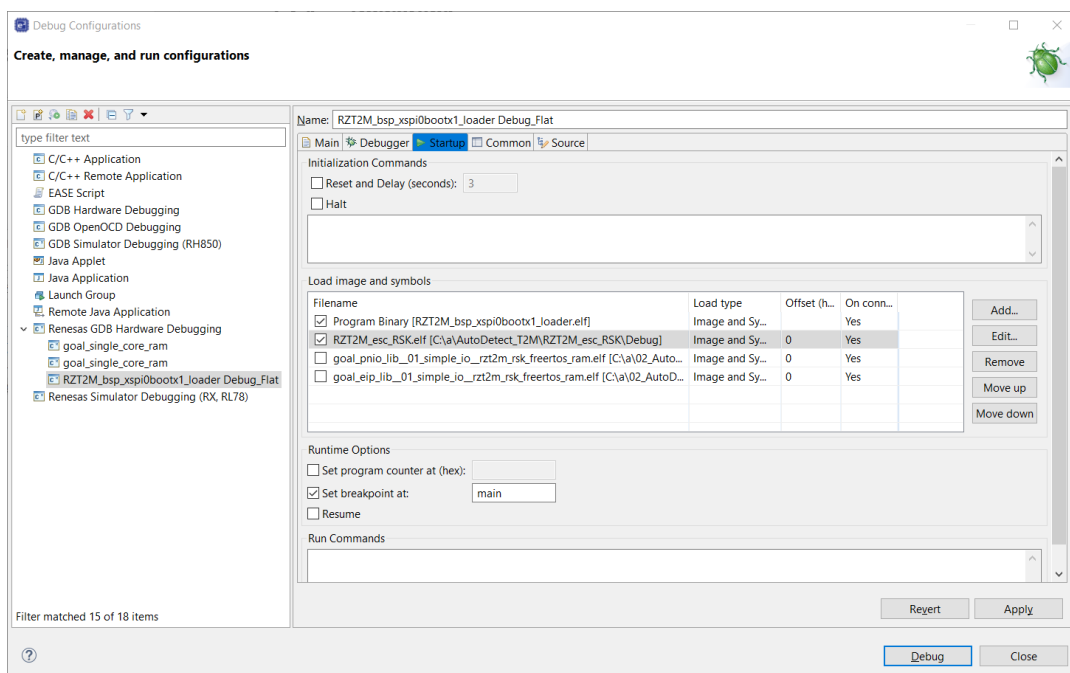 Debug Configurations
Create, manage, and run configurations
type filter text
C/C++ Application
C/C++ Remote Application
EASE Script
GDB Hardware Debugging
GDB OpenOCD Debugging
GDB Simulator Debugging (RH850)
Java Applet
Java Application
Launch Group
Remote Java Application
Renesas GDB Hardware Debugging
goal_single_core_ram
goal_single_core_ram
RZT2M_bsp_xspi0bootx1_loader Debug_Flat
Renesas Simulator Debugging (RX, RL78)
Filter matched 15 of 18 items
Name: RZT2M_bsp_xspi0bootx1_loader Debug_Flat
Main Debugger Startup Common Source
Initialization Commands
Reset and Delay (seconds): 3
Halt
Load image and symbols
Filename Load type Offset (h... On conn...
Program Binary [RZT2M_bsp_xspi0bootx1_loader.elf] Image and Sy... Yes
RZT2M_esc_RSK.elf [C:\a\AutoDetect_T2M\RZT2M_esc_RSK\Debug] Image and Sy... 0 Yes
goal_pnio_lib__01_simple_io__rzt2m_rsk_freertos_ram.elf [C:\a\02_Auto... Image and Sy... 0 Yes
goal_eip_lib__01_simple_io__rzt2m_rsk_freertos_ram.elf [C:\a\02_AutoD... Image and Sy... 0 Yes
Add...
Edit...
Remove
Move up
Move down
Runtime Options
Set program counter at (hex):
Set breakpoint at: main
Resume
Run Commands
Revert Apply
Debug Close